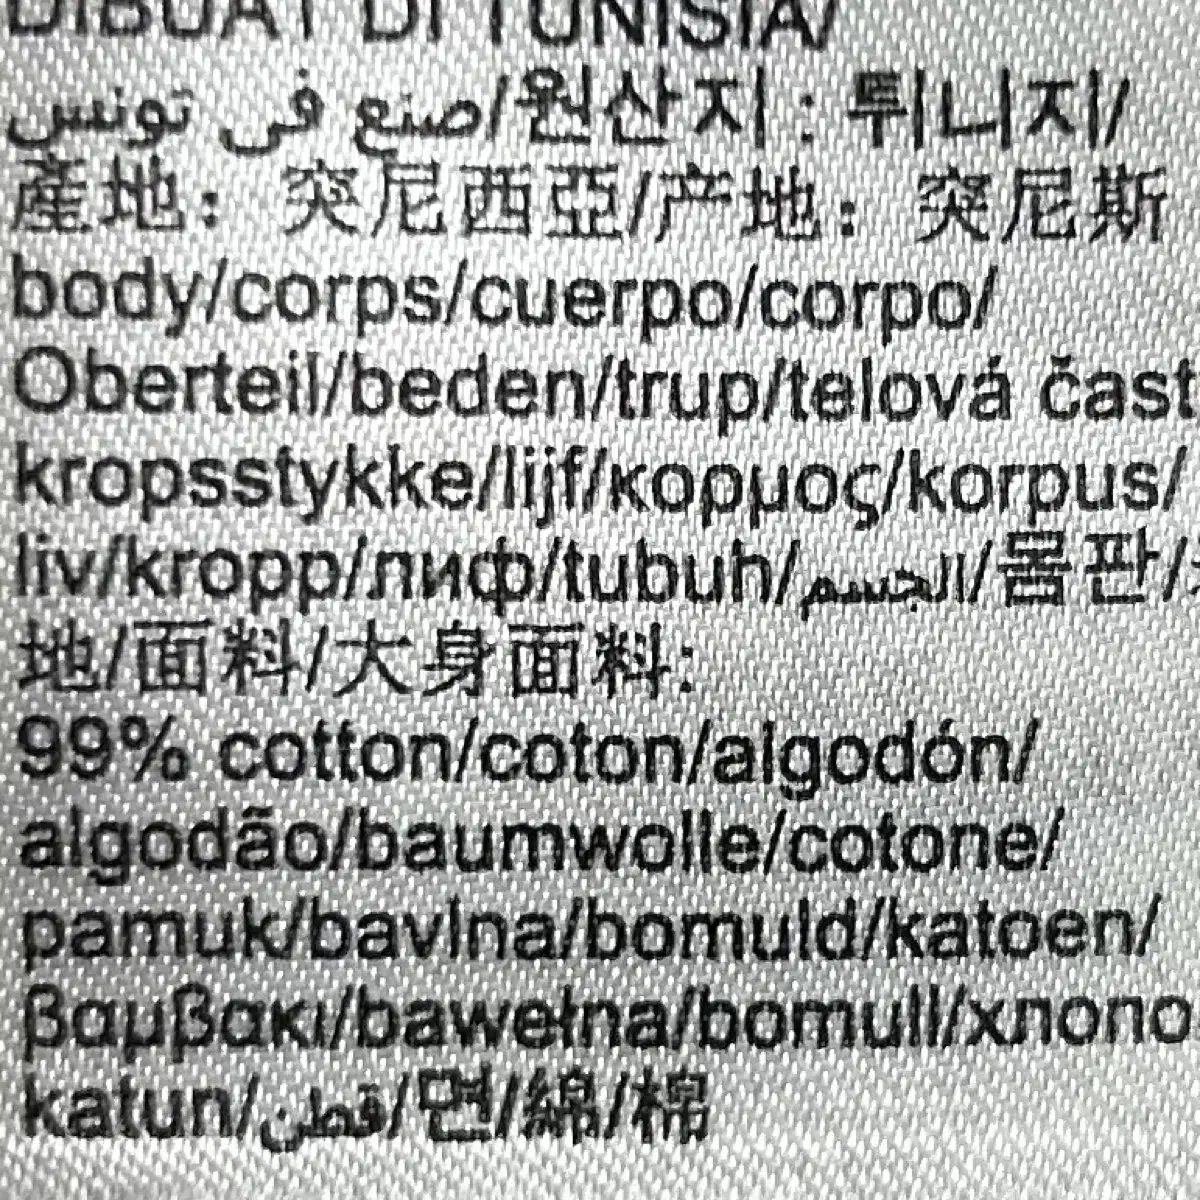 DIBUAT DI TUNISIA/
صنع في تونس/원산지 : 튀니지/
產地： 突尼西亞/产地： 突尼斯
body/corps/cuerpo/corpo/
Oberteil/beden/trup/telová část
kropsstykke/lijf/κορμος/korpus/
liv/kropp/лиф/tubuh/الجسم/몸판/
地/面料/大身面料:
99% cotton/coton/algodón/
algodão/baumwolle/cotone/
pamuk/bavlna/bomuld/katoen/
βαμβακι/bawełna/bomull/хлопо
katun/قطن/면/綿/棉